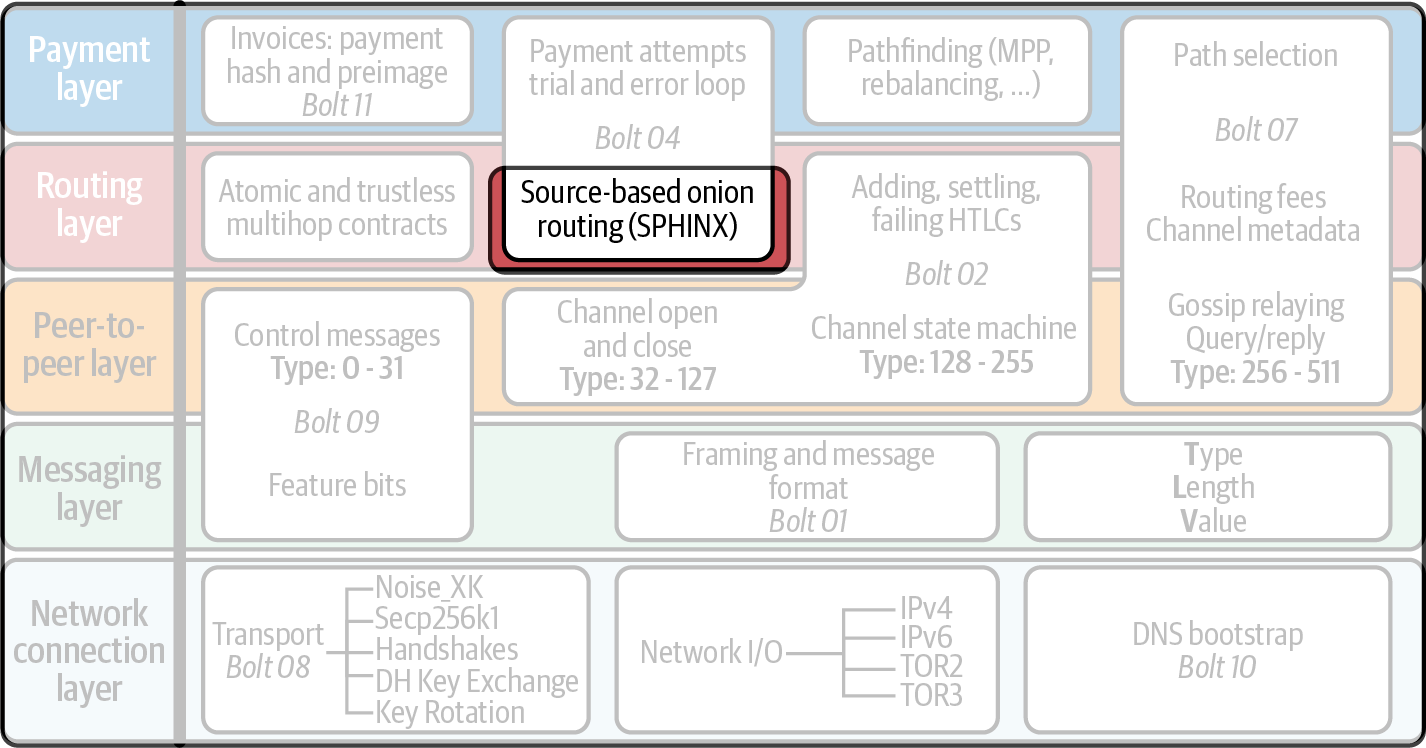 Payment
layer
Invoices: payment
hash and preimage
Bolt 11
Payment attempts
trial and error loop
Bolt 04
Pathfinding (MPP,
rebalancing, ...)
Path selection
Bolt 07
Routing fees
Channel metadata
Gossip relaying
Query/reply
Type: 256 - 511
Routing
layer
Atomic and trustless
multihop contracts
Source-based onion
routing (SPHINX)
Adding, settling,
failing HTLCs
Bolt 02
Channel state machine
Type: 128 - 255
Peer-to-
peer layer
Control messages
Type: 0 - 31
Bolt 09
Feature bits
Channel open
and close
Type: 32 - 127
Messaging
layer
Framing and message
format
Bolt 01
Type
Length
Value
Network
connection
layer
Transport
Bolt 08
Noise_XK
Secp256k1
Handshakes
DH Key Exchange
Key Rotation
Network I/O
IPv4
IPv6
TOR2
TOR3
DNS bootstrap
Bolt 10